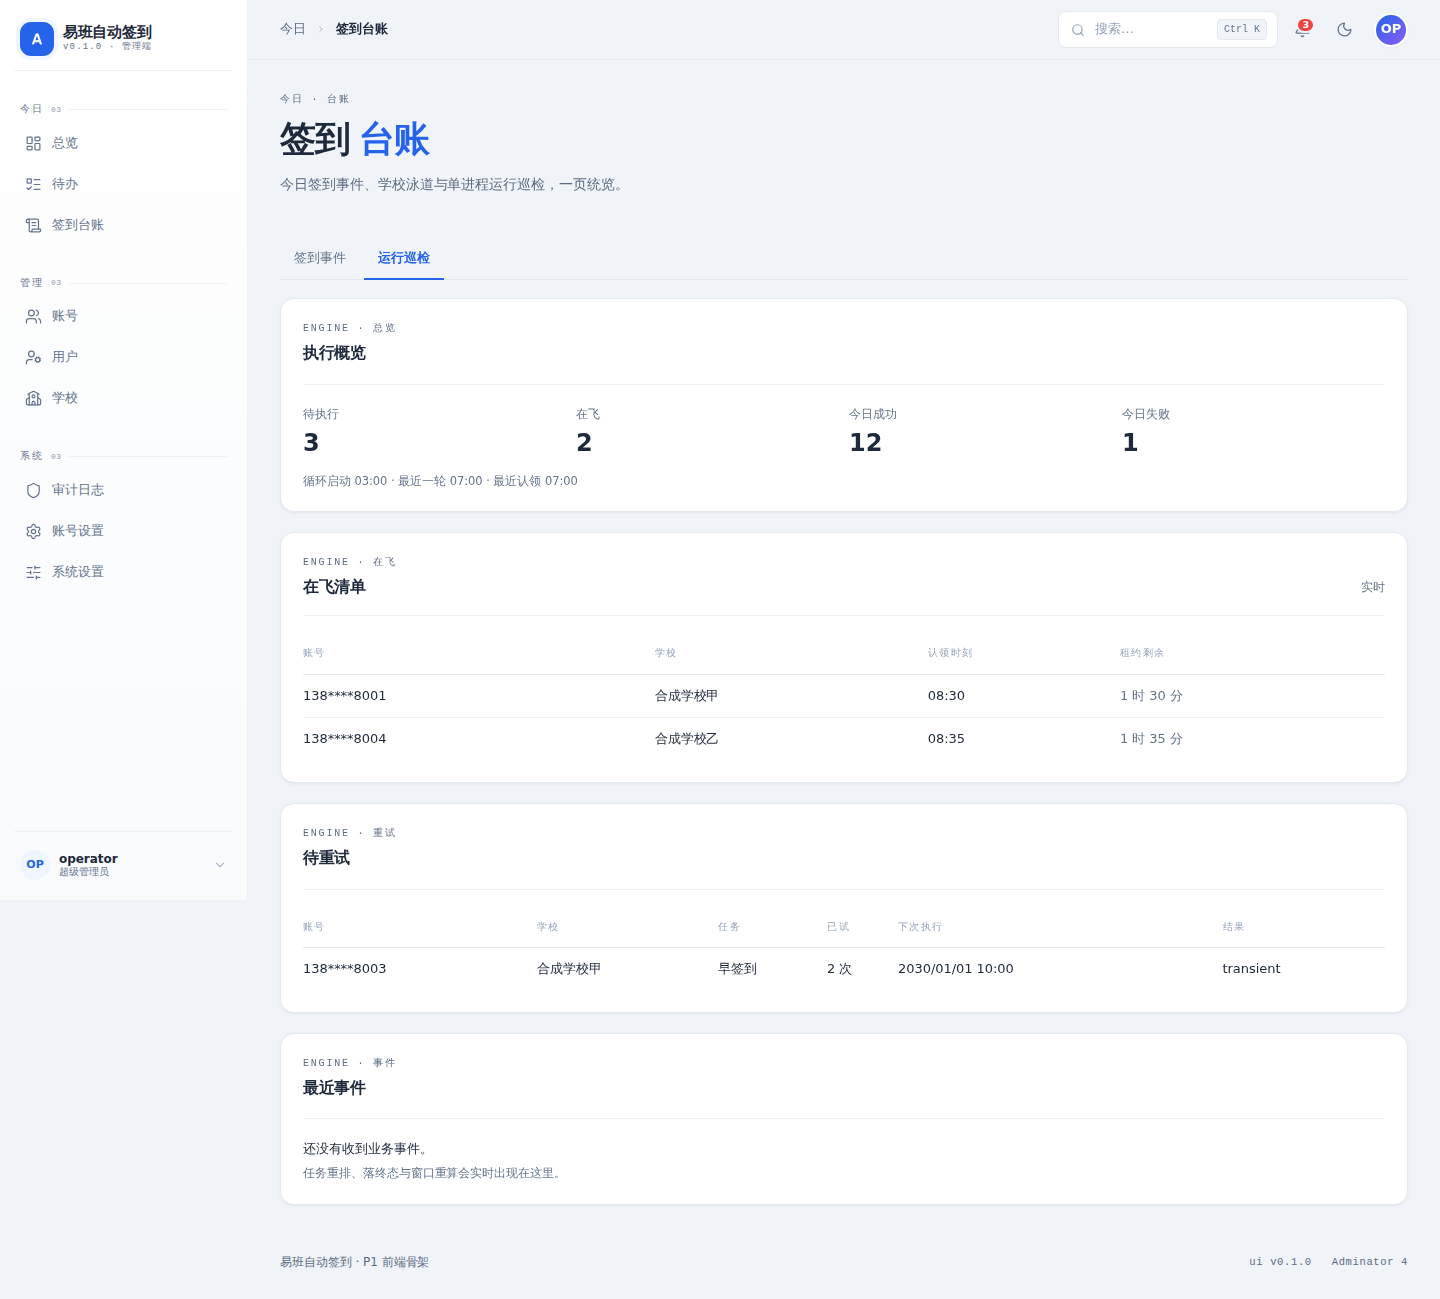 易班自动签到
v0.1.0 · 管理端
今日 03
总览
待办
签到台账
管理 03
账号
用户
学校
系统 03
审计日志
账号设置
系统设置
OP
operator
超级管理员
今日 › 签到台账
搜索… Ctrl K
3
OP
今日 · 台账
签到 台账
今日签到事件、学校泳道与单进程运行巡检，一页统览。
签到事件 运行巡检
ENGINE · 总览
执行概览
待执行 在飞 今日成功 今日失败
3 2 12 1
循环启动 03:00 · 最近一轮 07:00 · 最近认领 07:00
ENGINE · 在飞
在飞清单 实时
账号 学校 认领时刻 租约剩余
138****8001 合成学校甲 08:30 1 时 30 分
138****8004 合成学校乙 08:35 1 时 35 分
ENGINE · 重试
待重试
账号 学校 任务 已试 下次执行 结果
138****8003 合成学校甲 早签到 2 次 2030/01/01 10:00 transient
ENGINE · 事件
最近事件
还没有收到业务事件。
任务重排、落终态与窗口重算会实时出现在这里。
易班自动签到 · P1 前端骨架 ui v0.1.0 Adminator 4